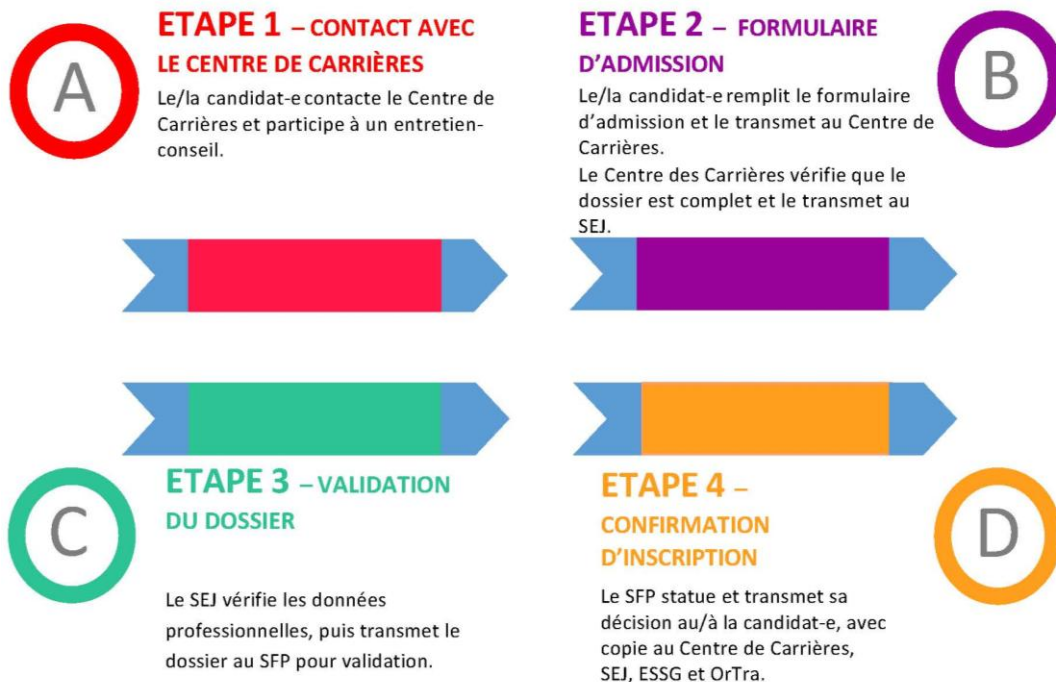 A
ETAPE 1 – CONTACT AVEC
LE CENTRE DE CARRIÈRES
Le/la candidat-e contacte le Centre de
Carrières et participe à un entretien-
conseil.
ETAPE 2 – FORMULAIRE
D'ADMISSION
Le/la candidat-e remplit le formulaire
d'admission et le transmet au Centre de
Carrières.
Le Centre des Carrières vérifie que le
dossier est complet et le transmet au
SEJ.
B
C
ETAPE 3 – VALIDATION
DU DOSSIER
Le SEJ vérifie les données
professionnelles, puis transmet le
dossier au SFP pour validation.
ETAPE 4 –
CONFIRMATION
D'INSCRIPTION
Le SFP statue et transmet sa
décision au/à la candidat-e, avec
copie au Centre de Carrières,
SEJ, ESSG et OrTra.
D